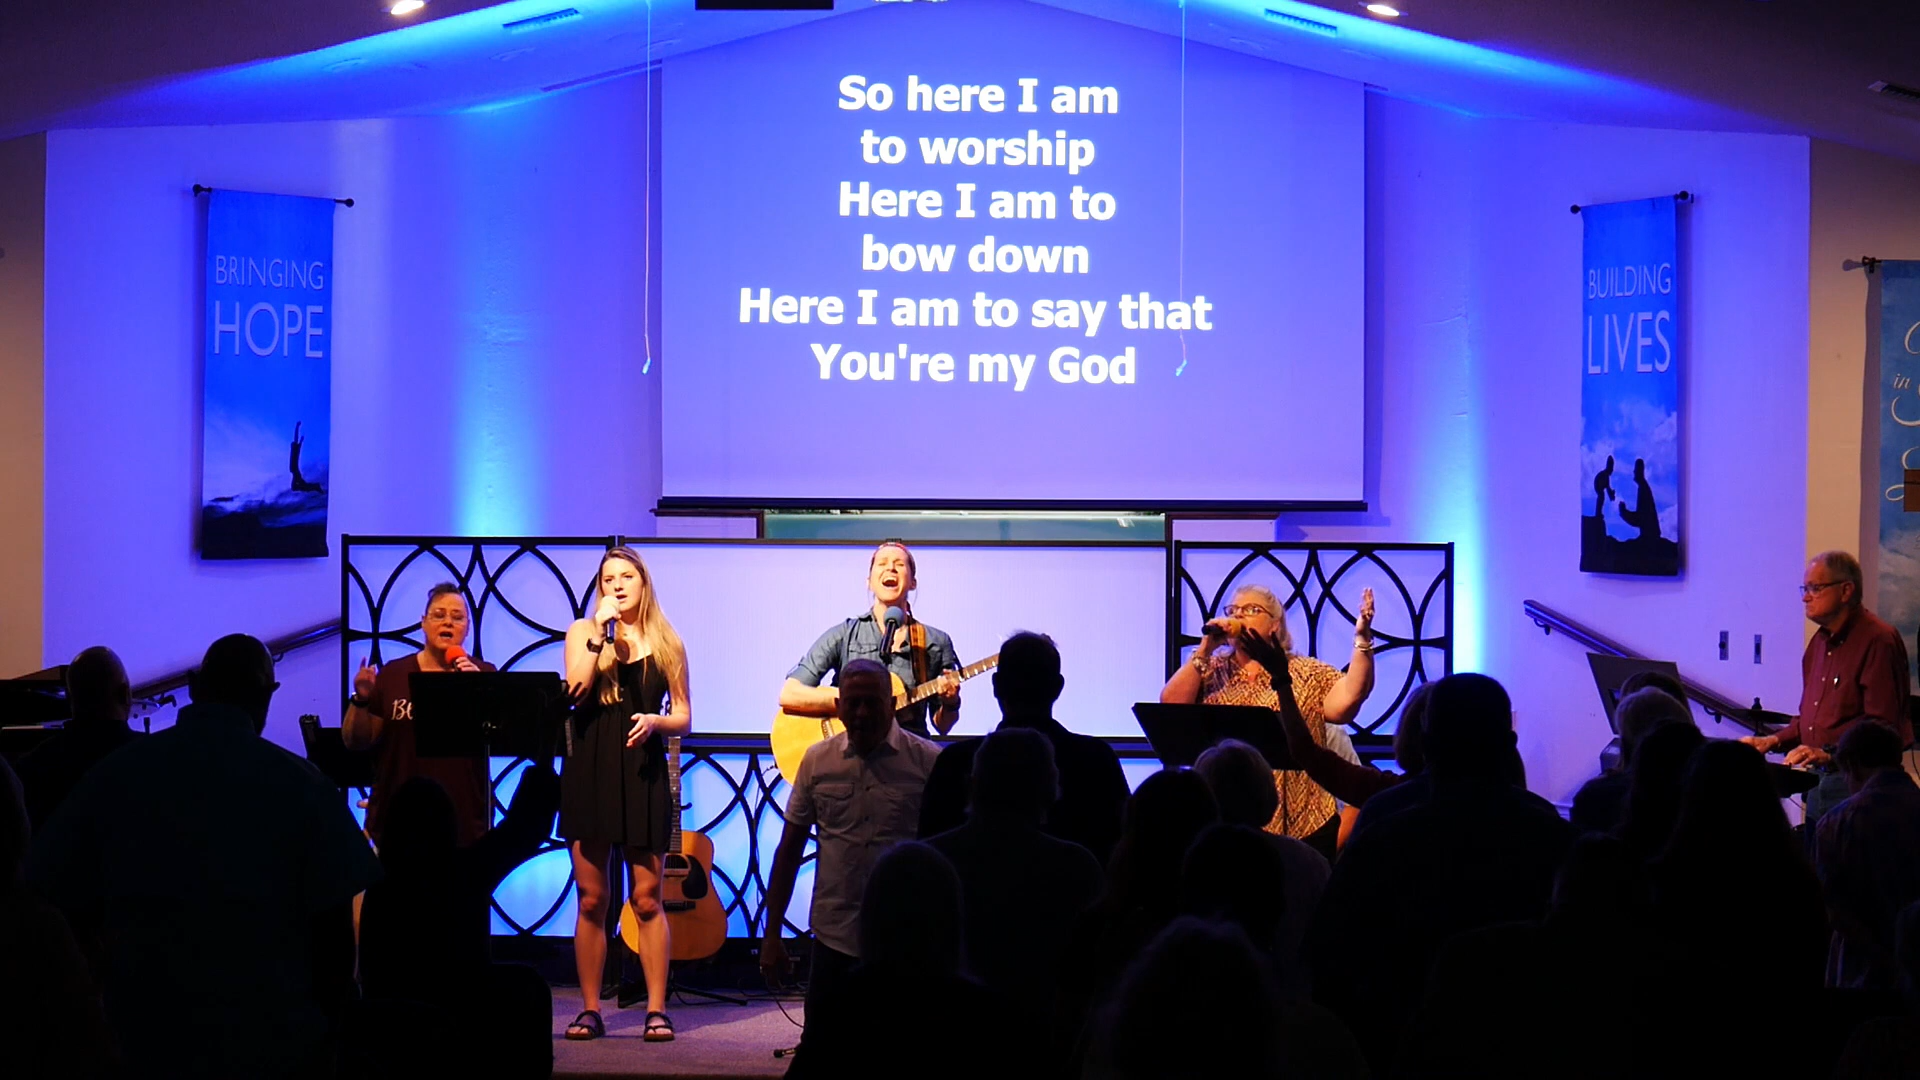 So here I am
to worship
Here I am to
bow down
Here I am to say that
You're my God
BRINGING
HOPE
BUILDING
LIVES
in